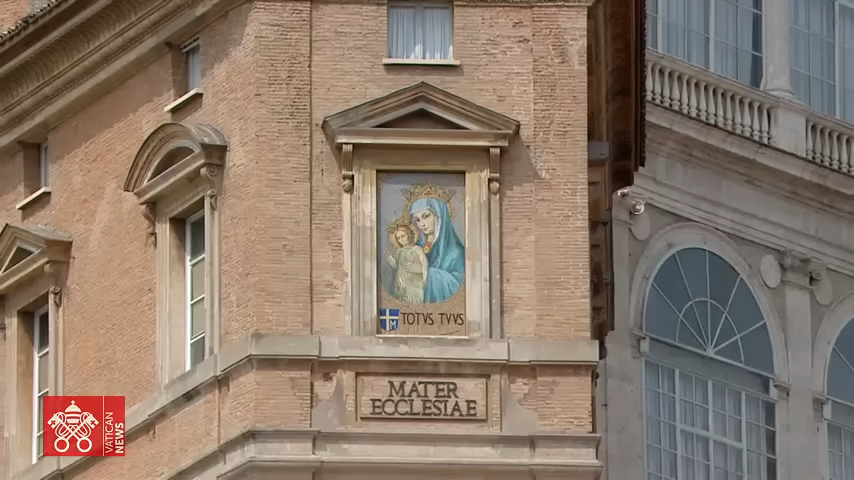 M
TOTVS TVVS
MATER
ECCLESIAE
VATICAN
NEWS